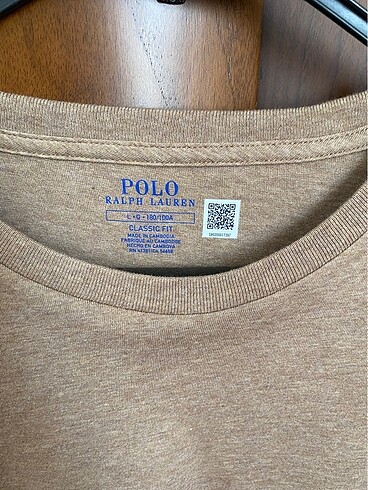 POLO
RALPH LAUREN
L • G • 180/100A
CLASSIC FIT
MADE IN CAMBODIA
FABRIQUÉ AU CAMBODGE
HECHO EN CAMBOYA